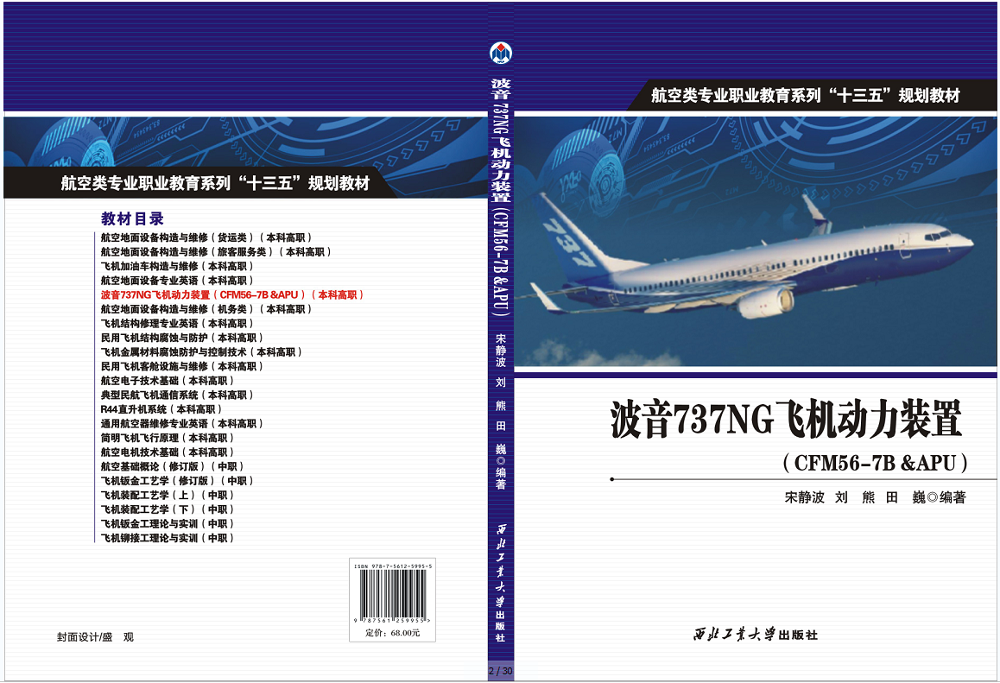 航空类专业职业教育系列“十三五”规划教材
教材目录
航空地面设备构造与维修（货运类）（本科高职）
航空地面设备构造与维修（旅客服务类）（本科高职）
飞机加油车构造与维修（本科高职）
航空地面设备专业英语（本科高职）
波音737NG飞机动力装置（CFM56-7B &APU）（本科高职）
航空地面设备构造与维修（机务类）（本科高职）
飞机结构修理专业英语（本科高职）
民用飞机结构腐蚀与防护（本科高职）
飞机金属材料腐蚀防护与控制技术（本科高职）
民用飞机客舱设施与维修（本科高职）
航空电子技术基础（本科高职）
典型民航飞机通信系统（本科高职）
R44直升机系统（本科高职）
通用航空器维修专业英语（本科高职）
简明飞机飞行原理（本科高职）
航空电机技术基础（本科高职）
航空基础概论（修订版）（中职）
飞机钣金工艺学（修订版）（中职）
飞机装配工艺学（上）（中职）
飞机装配工艺学（下）（中职）
飞机钣金工理论与实训（中职）
飞机铆接工理论与实训（中职）
ISBN 978-7-5612-5995-5
9 787561 259955 >
定价：68.00元
封面设计/盛 观
波音737NG飞机动力装置（CFM56-7B &APU）
宋静波 刘 熊 田 巍◎编著
西北工业大学出版社
2 / 30
航空类专业职业教育系列“十三五”规划教材
737
波音737NG飞机动力装置
（CFM56-7B &APU）
宋静波 刘 熊 田 巍◎编著
西北工业大学出版社